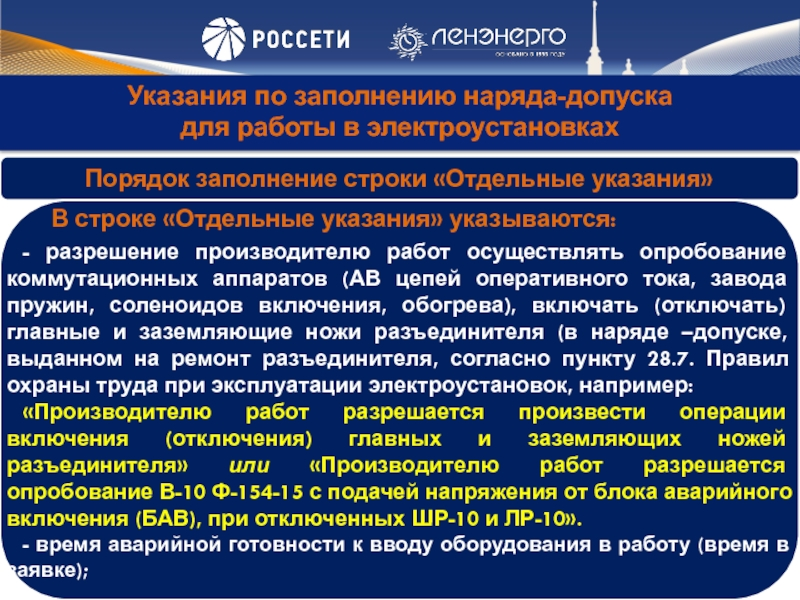 РОССЕТИ
ЛЕНЭНЕРГО
ОСНОВАНО В 1886 ГОДУ
Указания по заполнению наряда-допуска
для работы в электроустановках
Порядок заполнение строки «Отдельные указания»
В строке «Отдельные указания» указываются:
- разрешение производителю работ осуществлять опробование
коммутационных аппаратов (АВ цепей оперативного тока, завода
пружин, соленоидов включения, обогрева), включать (отключать)
главные и заземляющие ножи разъединителя (в наряде –допуске,
выданном на ремонт разъединителя, согласно пункту 28.7. Правил
охраны труда при эксплуатации электроустановок, например:
«Производителю работ разрешается произвести операции
включения (отключения) главных и заземляющих ножей
разъединителя» или «Производителю работ разрешается
опробование В-10 Ф-154-15 с подачей напряжения от блока аварийного
включения (БАВ), при отключенных ШР-10 и ЛР-10».
- время аварийной готовности к вводу оборудования в работу (время в
заявке);